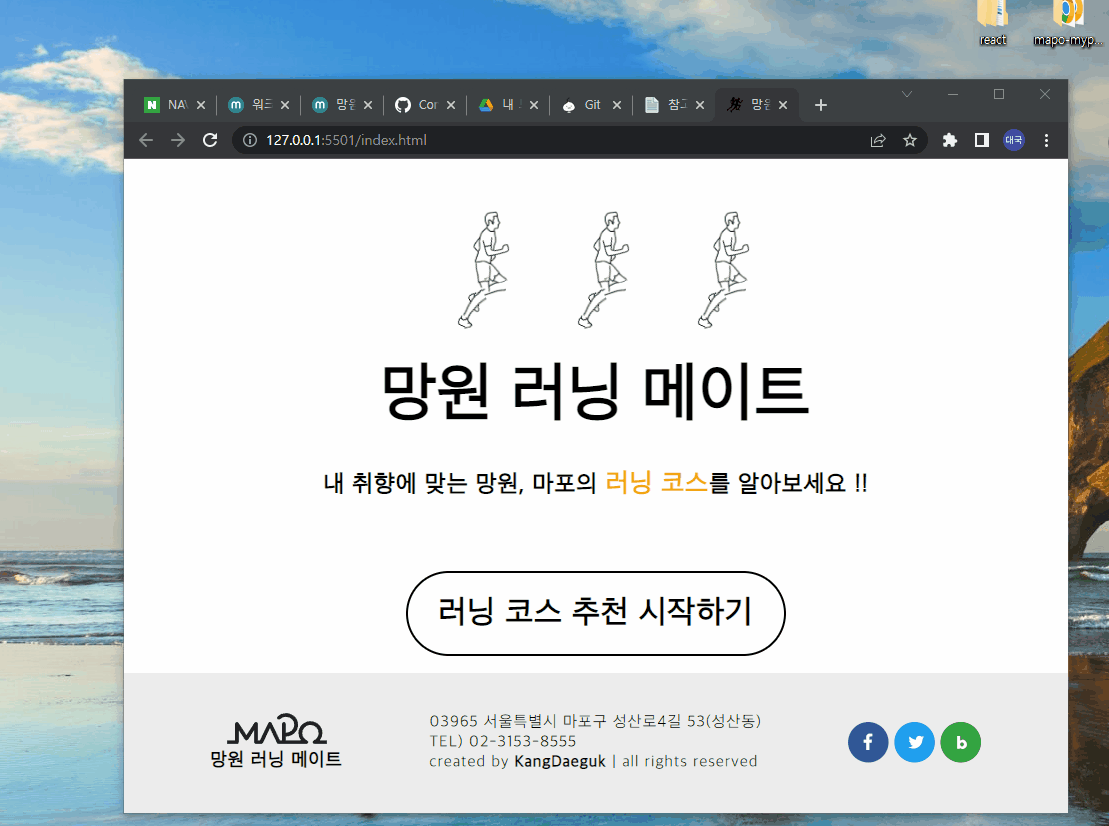 react
mapo-myp...
NAV
워크
망원
Cor
내
Git
참고
망원
127.0.0.1:5501/index.html
대국
망원 러닝 메이트
내 취향에 맞는 망원, 마포의 러닝 코스를 알아보세요 !!
러닝 코스 추천 시작하기
MAPO
망원 러닝 메이트
03965 서울특별시 마포구 성산로4길 53(성산동)
TEL) 02-3153-8555
created by KangDaeguk | all rights reserved